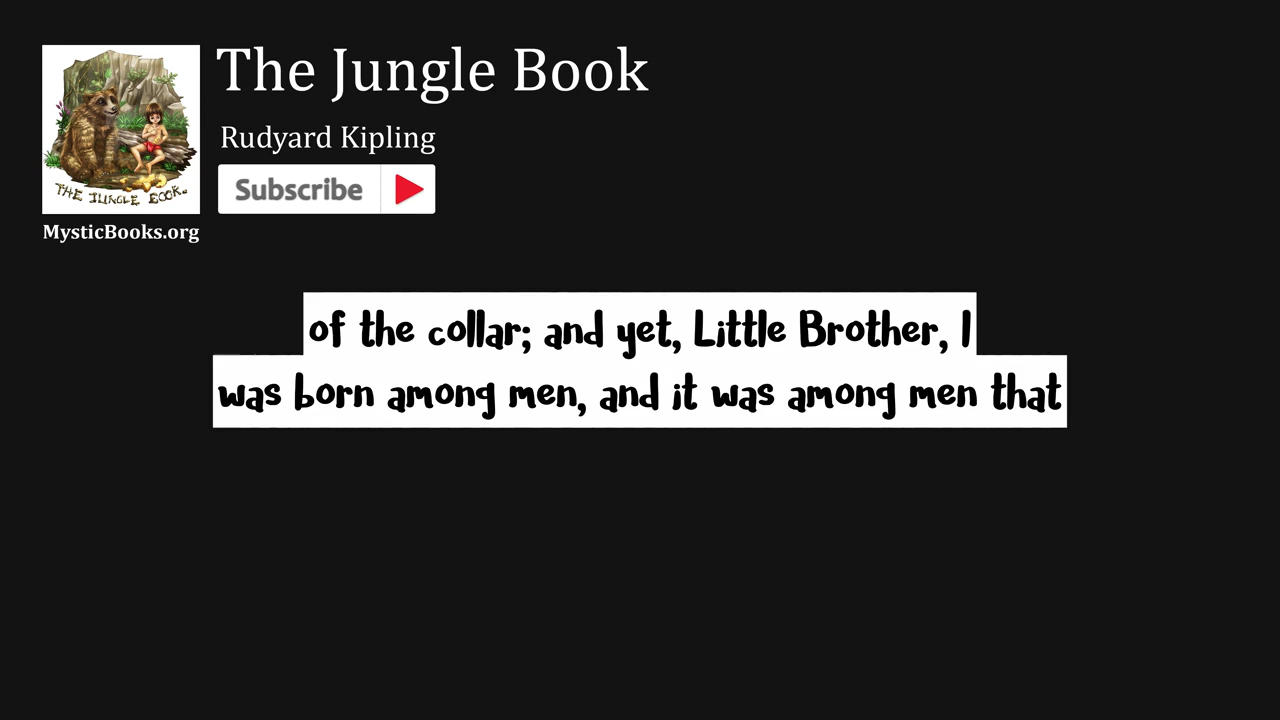 The Jungle Book
Rudyard Kipling
Subscribe
THE JUNGLE BOOK.
MysticBooks.org
of the collar; and yet, Little Brother, I
was born among men, and it was among men that